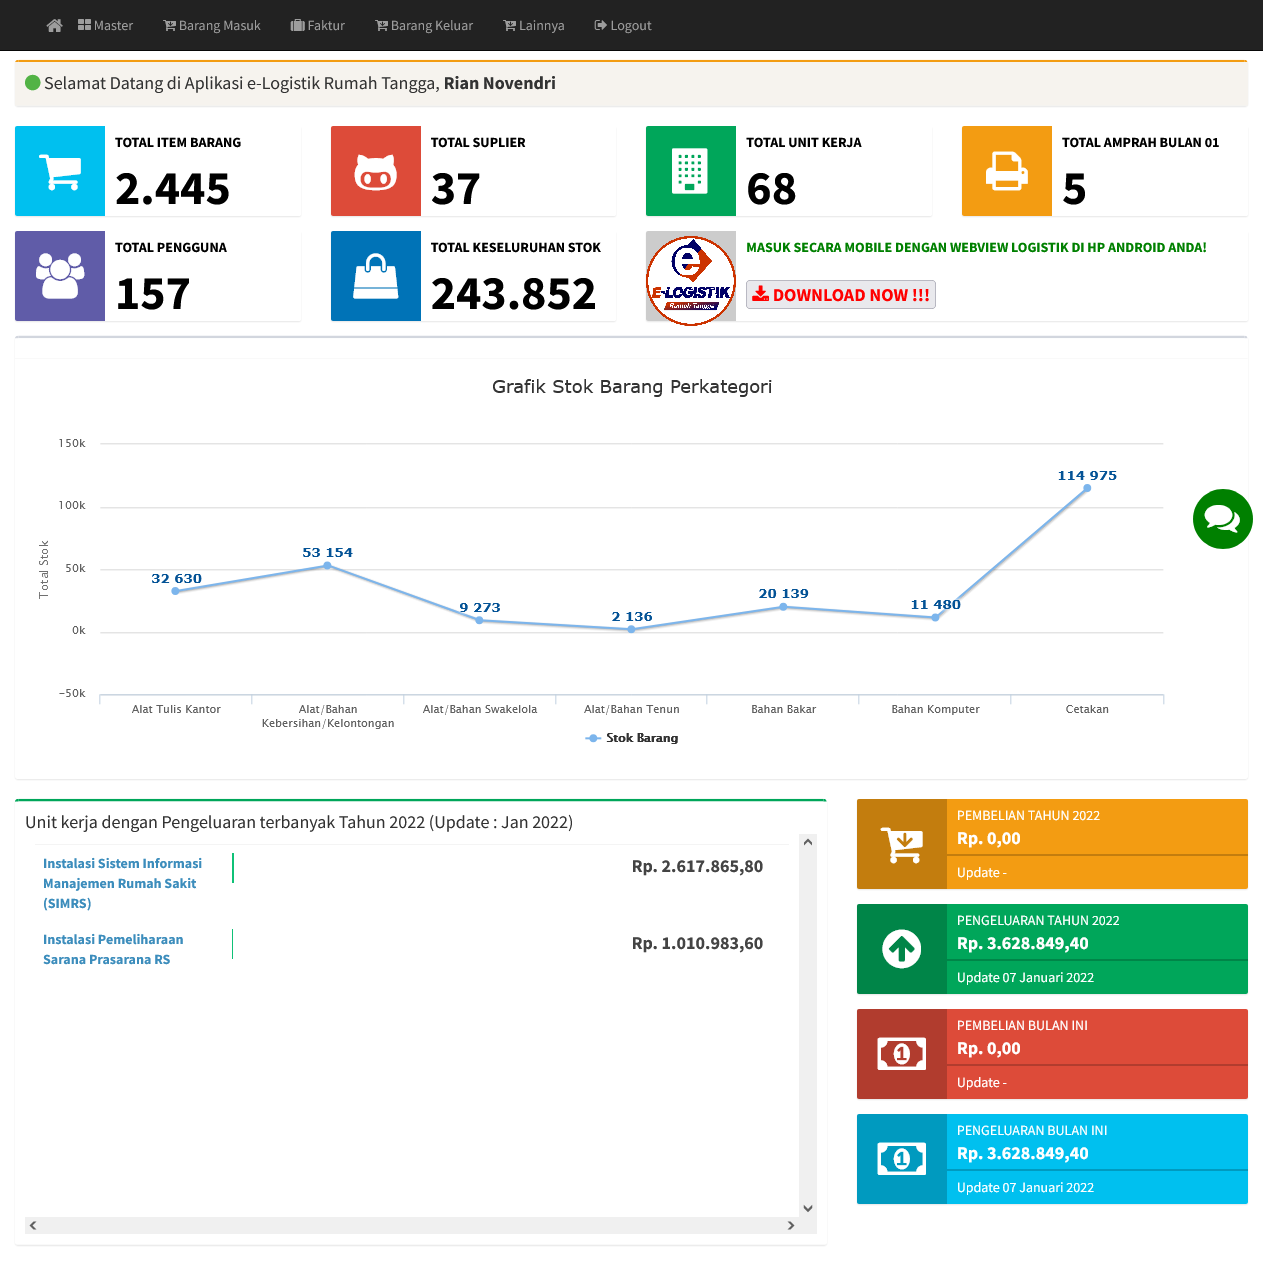 Master Barang Masuk Faktur Barang Keluar Lainnya Logout
Selamat Datang di Aplikasi e-Logistik Rumah Tangga, Rian Novendri
TOTAL ITEM BARANG
2.445
TOTAL SUPLIER
37
TOTAL UNIT KERJA
68
TOTAL AMPRAH BULAN 01
5
TOTAL PENGGUNA
157
TOTAL KESELURUHAN STOK
243.852
e
E-LOGISTIK
Rumah Tangga
MASUK SECARA MOBILE DENGAN WEBVIEW LOGISTIK DI HP ANDROID ANDA!
DOWNLOAD NOW !!!
Grafik Stok Barang Perkategori
Total Stok
150k
100k
50k
0k
-50k
32 630
53 154
9 273
2 136
20 139
11 480
114 975
Alat Tulis Kantor
Alat/Bahan
Kebersihan/Kelontongan
Alat/Bahan Swakelola
Alat/Bahan Tenun
Bahan Bakar
Bahan Komputer
Cetakan
Stok Barang
Unit kerja dengan Pengeluaran terbanyak Tahun 2022 (Update : Jan 2022)
Instalasi Sistem Informasi
Manajemen Rumah Sakit
(SIMRS)
Rp. 2.617.865,80
Instalasi Pemeliharaan
Sarana Prasarana RS
Rp. 1.010.983,60
PEMBELIAN TAHUN 2022
Rp. 0,00
Update -
PENGELUARAN TAHUN 2022
Rp. 3.628.849,40
Update 07 Januari 2022
1
PEMBELIAN BULAN INI
Rp. 0,00
Update -
1
PENGELUARAN BULAN INI
Rp. 3.628.849,40
Update 07 Januari 2022